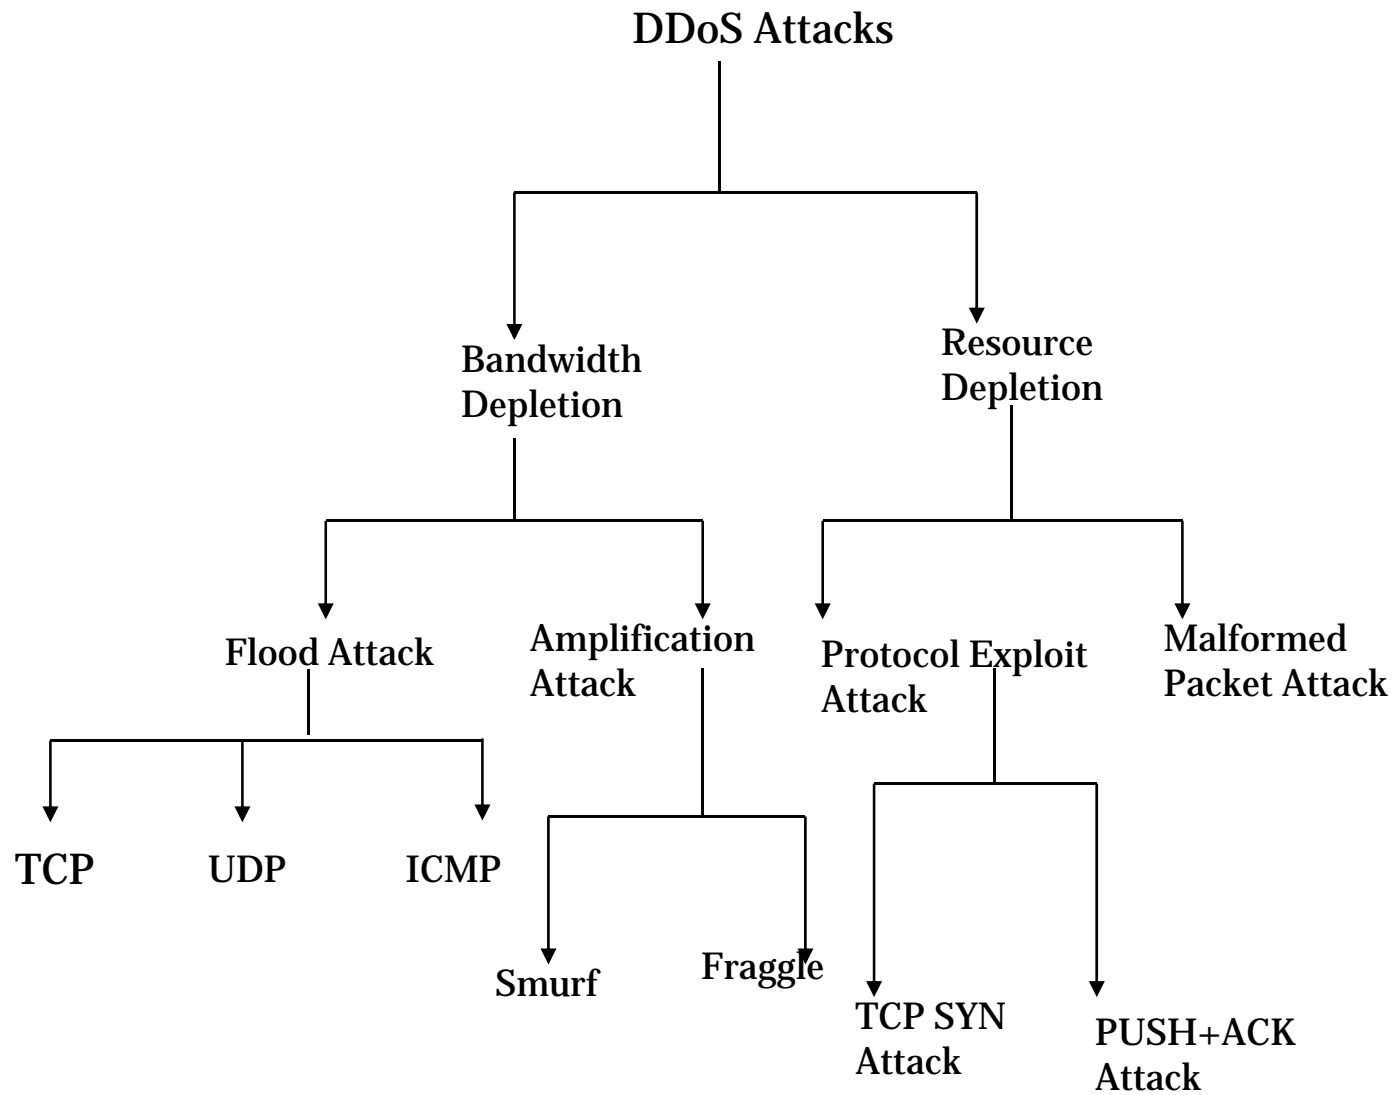 DDoS Attacks
Bandwidth
Depletion
Resource
Depletion
Flood Attack
Amplification
Attack
Protocol Exploit
Attack
Malformed
Packet Attack
TCP
UDP
ICMP
Smurf
Fraggle
TCP SYN
Attack
PUSH+ACK
Attack